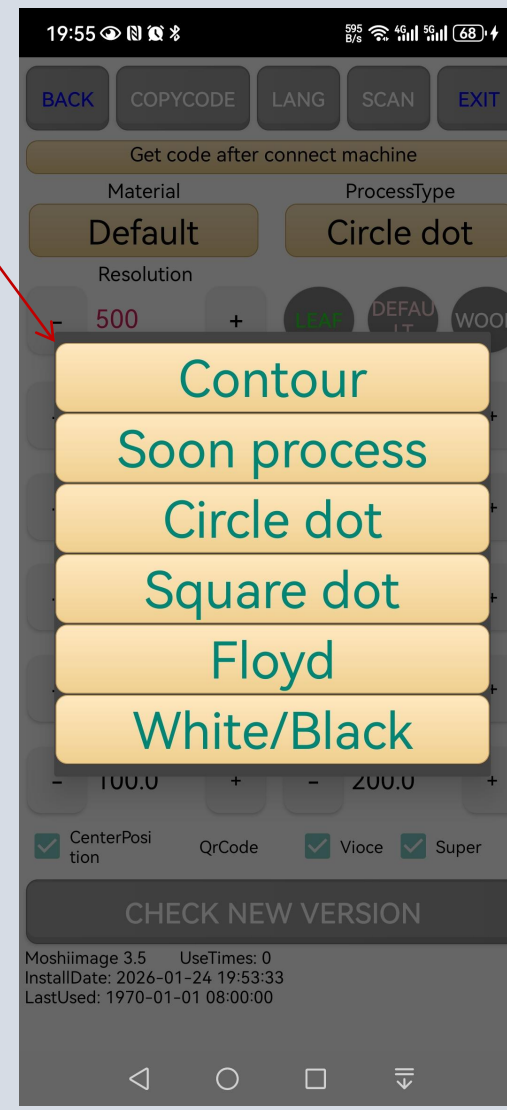 19:55 595 B/s 4G 5G 68
BACK COPYCODE LANG SCAN EXIT
Get code after connect machine
Material ProcessType
Default Circle dot
Resolution
- 500 + LEAF DEFAU
LT WOOD
Contour
Soon process
Circle dot
Square dot
Floyd
White/Black
- 100.0 + - 200.0 +
CenterPosi
tion QrCode Vioce Super
CHECK NEW VERSION
Moshiimage 3.5 UseTimes: 0
InstallDate: 2026-01-24 19:53:33
LastUsed: 1970-01-01 08:00:00